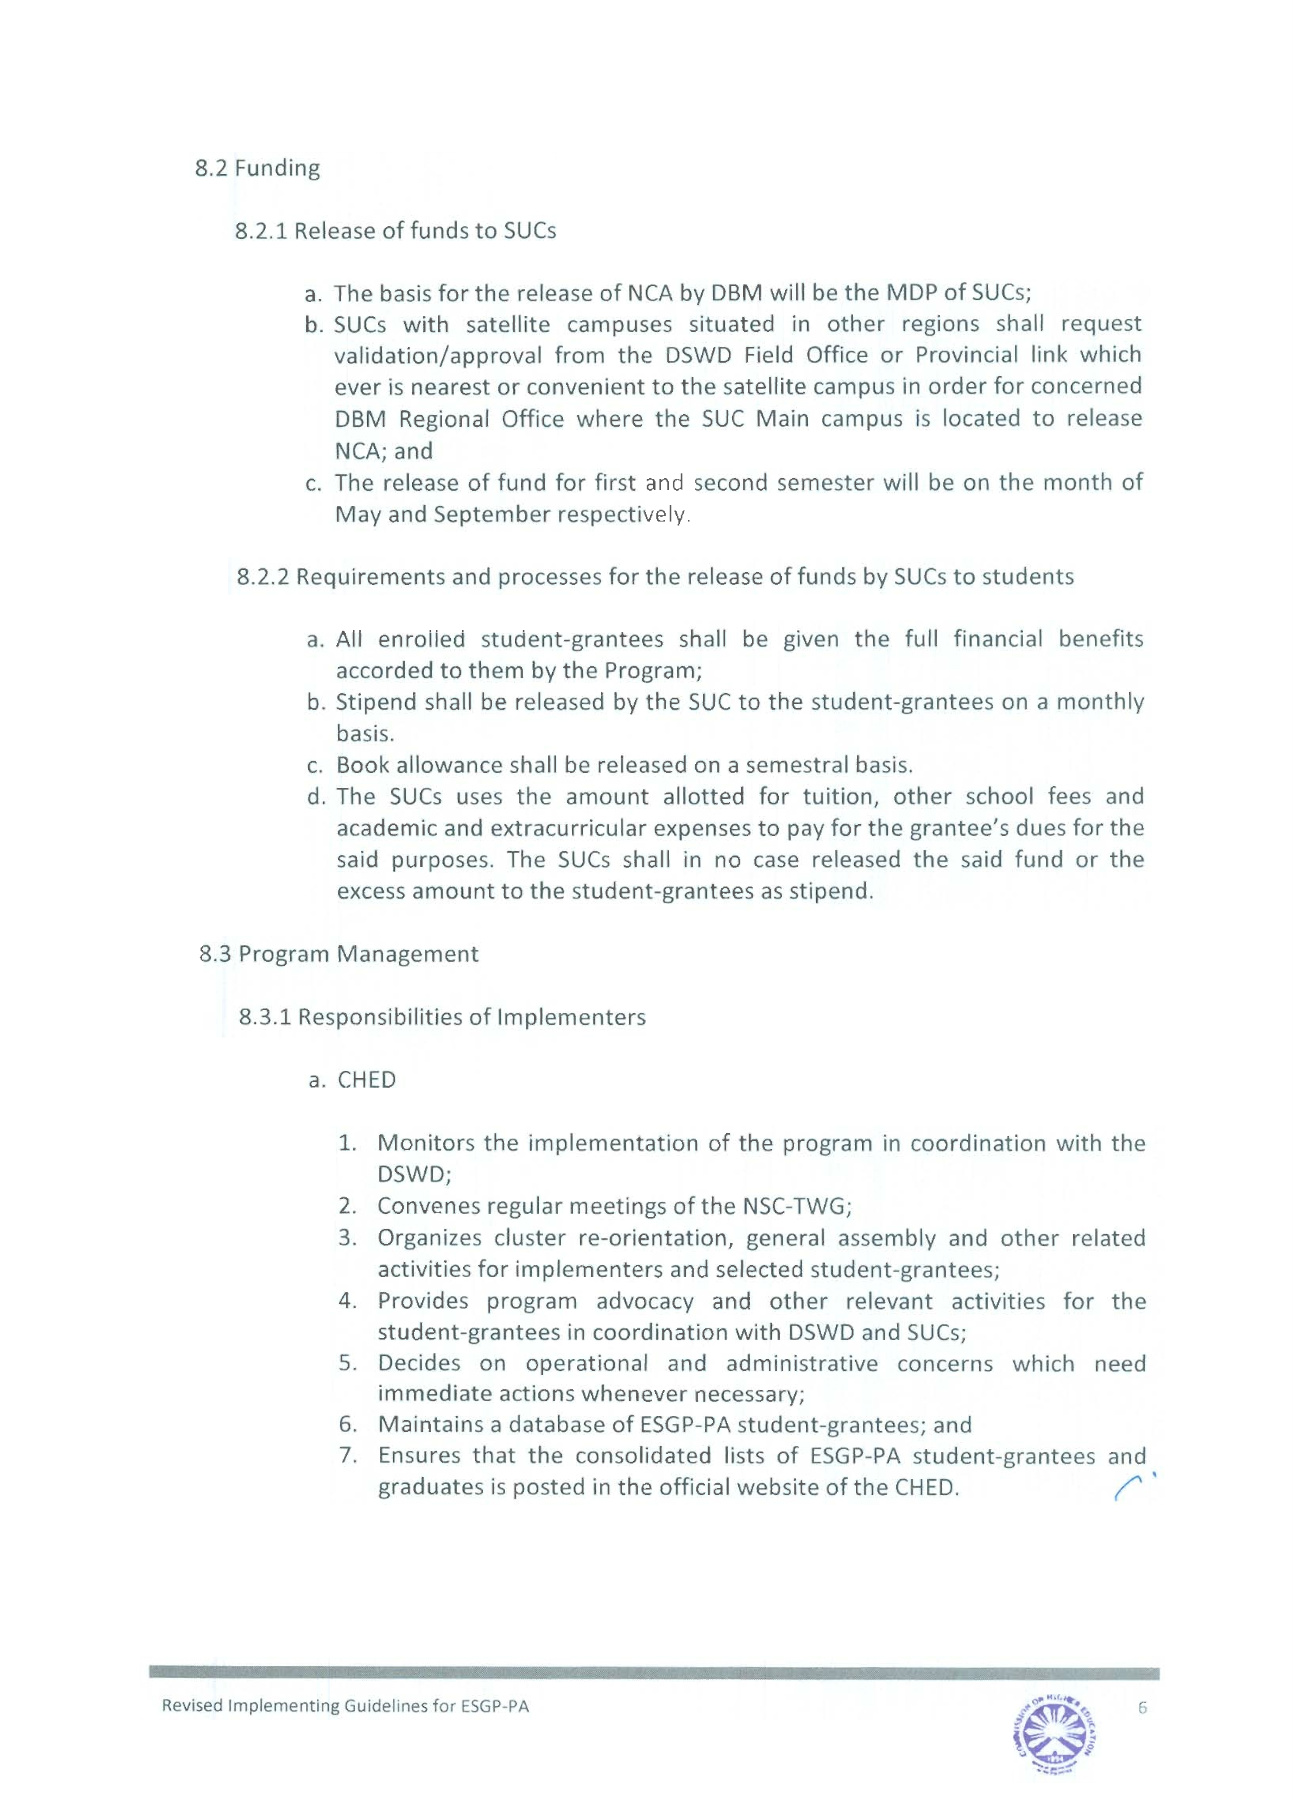 8.2 Funding
8.2.1 Release of funds to SUCs
a. The basis for the release of NCA by DBM will be the MDP of SUCs;
b. SUCs with satellite campuses situated in other regions shall request
validation/approval from the DSWD Field Office or Provincial link which
ever is nearest or convenient to the satellite campus in order for concerned
DBM Regional Office where the SUC Main campus is located to release
NCA; and
c. The release of fund for first and second semester will be on the month of
May and September respectively.
8.2.2 Requirements and processes for the release of funds by SUCs to students
a. All enrolled student-grantees shall be given the full financial benefits
accorded to them by the Program;
b. Stipend shall be released by the SUC to the student-grantees on a monthly
basis.
c. Book allowance shall be released on a semestral basis.
d. The SUCs uses the amount allotted for tuition, other school fees and
academic and extracurricular expenses to pay for the grantee's dues for the
said purposes. The SUCs shall in no case released the said fund or the
excess amount to the student-grantees as stipend.
8.3 Program Management
8.3.1 Responsibilities of Implementers
a. CHED
1. Monitors the implementation of the program in coordination with the
DSWD;
2. Convenes regular meetings of the NSC-TWG;
3. Organizes cluster re-orientation, general assembly and other related
activities for implementers and selected student-grantees;
4. Provides program advocacy and other relevant activities for the
student-grantees in coordination with DSWD and SUCs;
5. Decides on operational and administrative concerns which need
immediate actions whenever necessary;
6. Maintains a database of ESGP-PA student-grantees; and
7. Ensures that the consolidated lists of ESGP-PA student-grantees and
graduates is posted in the official website of the CHED.
Revised Implementing Guidelines for ESGP-PA
COMMISSION ON HIGHER EDUCATION
6